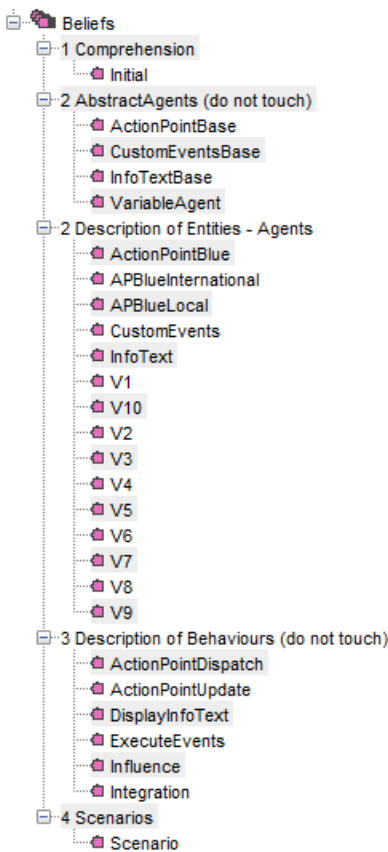 Beliefs
1 Comprehension
Initial
2 AbstractAgents (do not touch)
ActionPointBase
CustomEventsBase
InfoTextBase
VariableAgent
2 Description of Entities - Agents
ActionPointBlue
APBlueInternational
APBlueLocal
CustomEvents
InfoText
V1
V10
V2
V3
V4
V5
V6
V7
V8
V9
3 Description of Behaviours (do not touch)
ActionPointDispatch
ActionPointUpdate
DisplayInfoText
ExecuteEvents
Influence
Integration
4 Scenarios
Scenario